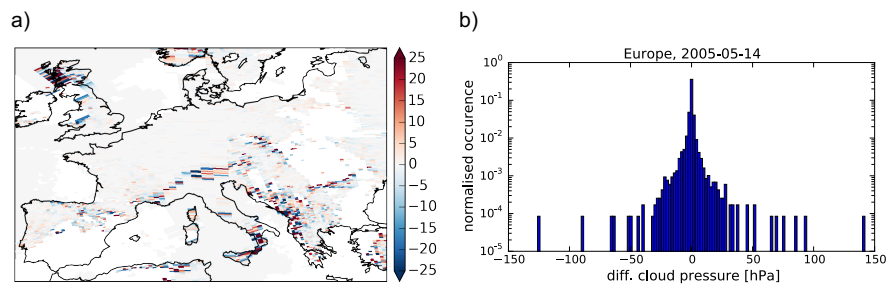 a)
25
20
15
10
5
0
−5
−10
−15
−20
−25
b)
Europe, 2005-05-14
normalised occurence
10^0
10^-1
10^-2
10^-3
10^-4
10^-5
−150 −100 −50 0 50 100 150
diff. cloud pressure [hPa]